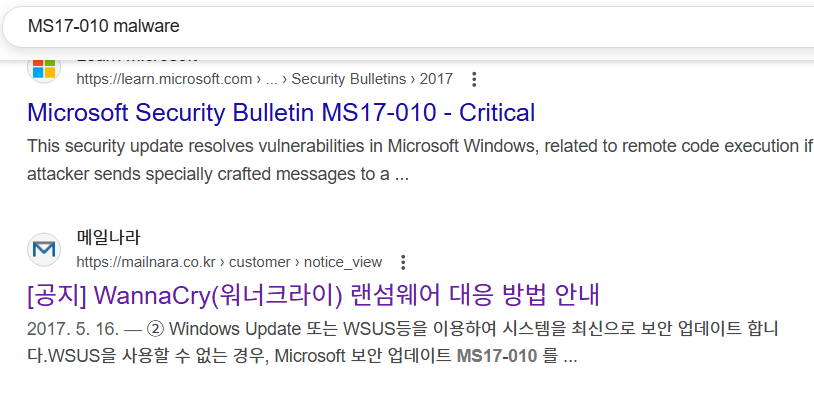 MS17-010 malware
Learn Microsoft
https://learn.microsoft.com › ... › Security Bulletins › 2017
Microsoft Security Bulletin MS17-010 - Critical
This security update resolves vulnerabilities in Microsoft Windows, related to remote code execution if
attacker sends specially crafted messages to a ...
메일나라
https://mailnara.co.kr › customer › notice_view
[공지] WannaCry(워너크라이) 랜섬웨어 대응 방법 안내
2017. 5. 16. — ② Windows Update 또는 WSUS등을 이용하여 시스템을 최신으로 보안 업데이트 합니
다.WSUS을 사용할 수 없는 경우, Microsoft 보안 업데이트 MS17-010 를 ...